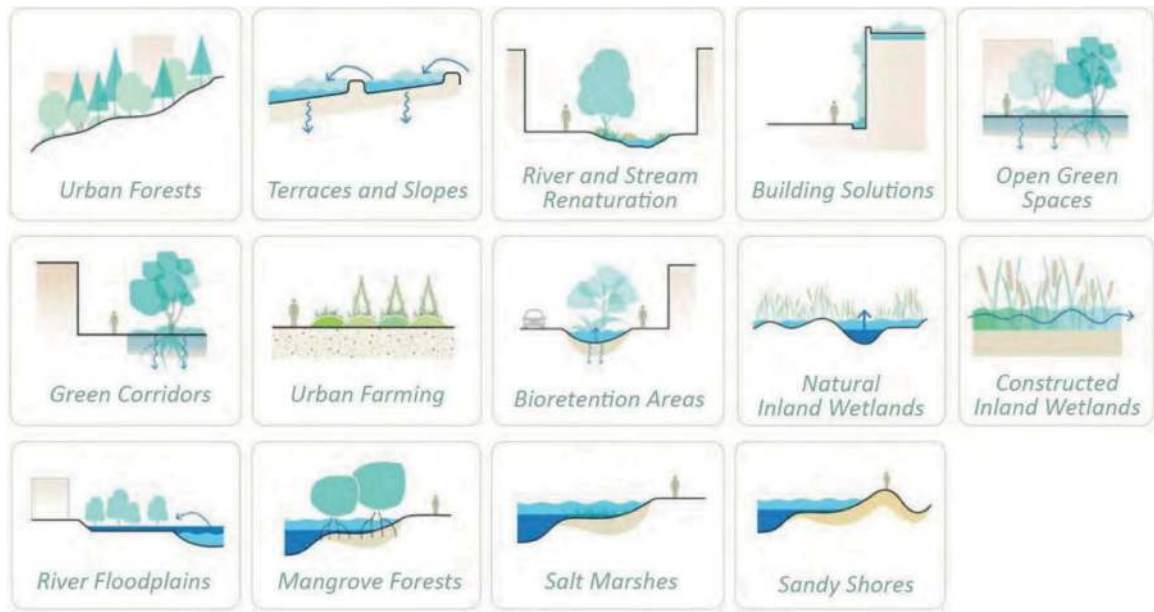 Urban Forests
Terraces and Slopes
River and Stream
Renaturation
Building Solutions
Open Green
Spaces
Green Corridors
Urban Farming
Bioretention Areas
Natural
Inland Wetlands
Constructed
Inland Wetlands
River Floodplains
Mangrove Forests
Salt Marshes
Sandy Shores